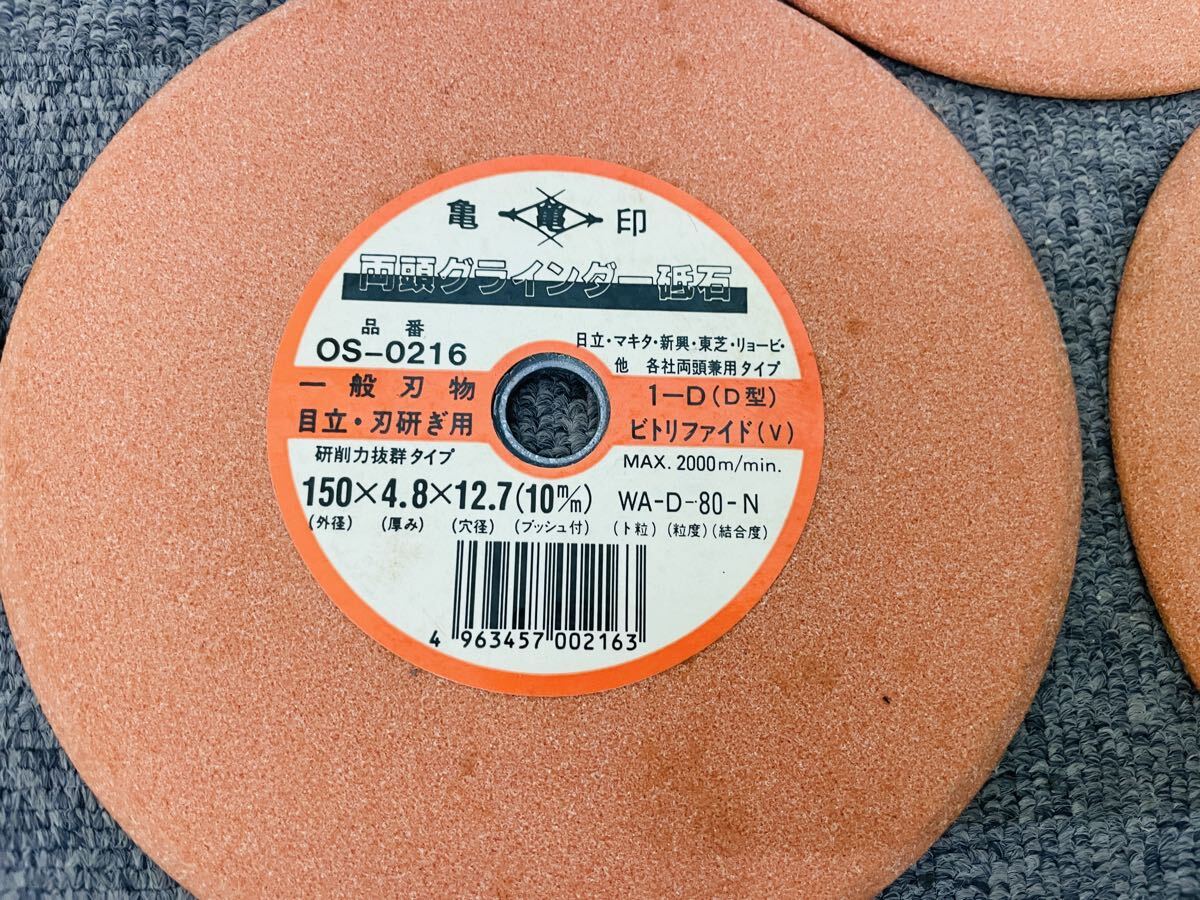 亀 亀 印
両頭グラインダー砥石
品番
OS-0216
日立・マキタ・新興・東芝・リョービ・
他 各社両頭兼用タイプ
一般刃物
目立・刃研ぎ用
1-D(D型)
ビトリファイド(V)
研削力抜群タイプ
MAX. 2000m/min.
150×4.8×12.7(10m/m) WA-D-80-N
(外径) (厚み) (穴径) (ブッシュ付) (ト粒) (粒度) (結合度)
4 963457 002163